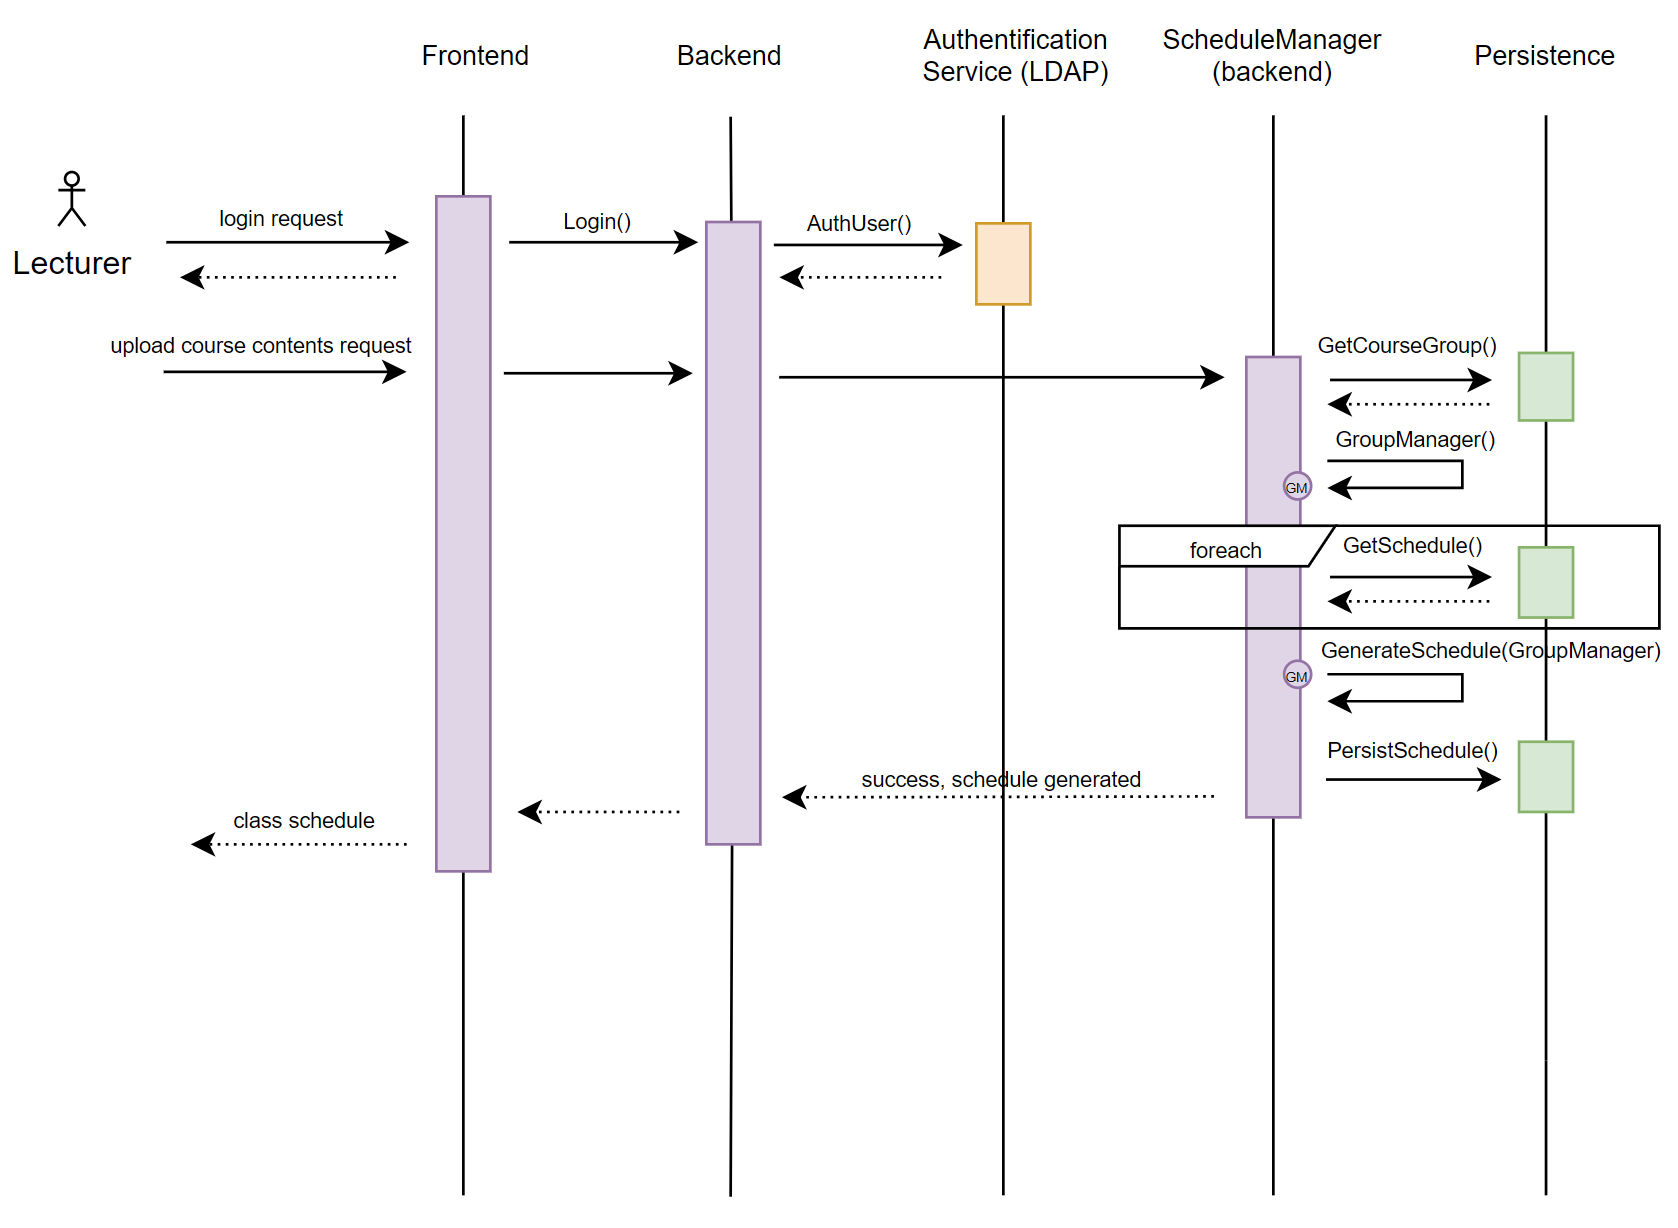 Frontend
Backend
Authentification
Service (LDAP)
ScheduleManager
(backend)
Persistence
Lecturer
login request
Login()
AuthUser()
upload course contents request
GetCourseGroup()
GroupManager()
GM
foreach
GetSchedule()
GenerateSchedule(GroupManager)
GM
PersistSchedule()
success, schedule generated
class schedule